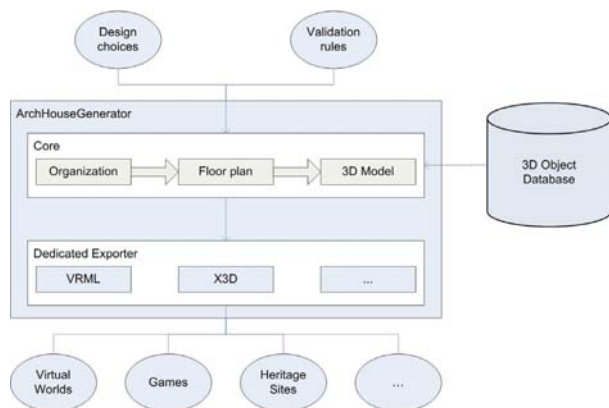 Design
choices
Validation
rules
ArchHouseGenerator
Core
Organization
Floor plan
3D Model
3D Object
Database
Dedicated Exporter
VRML
X3D
...
Virtual
Worlds
Games
Heritage
Sites
...